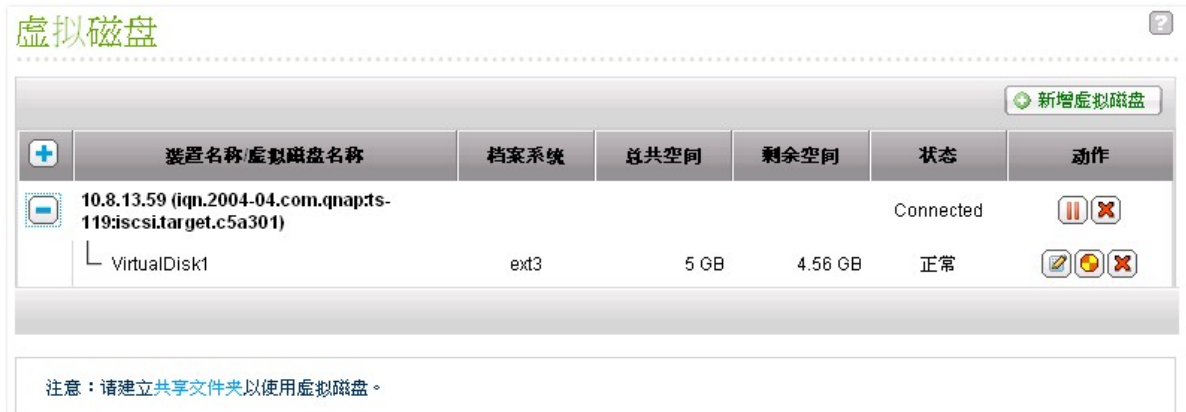 虚拟磁盘
?
新增虚拟磁盘
装置名称/虚拟磁盘名称 档案系统 总共空间 剩余空间 状态 动作
10.8.13.59 (iqn.2004-04.com.qnap:ts-
119:iscsi.target.c5a301) Connected
VirtualDisk1 ext3 5 GB 4.56 GB 正常
注意：请建立共享文件夹以使用虚拟磁盘。